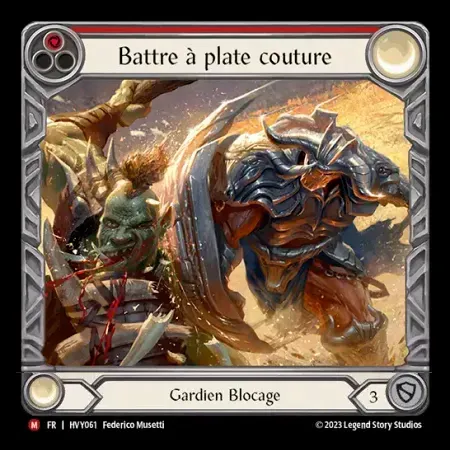 Battre à plate couture
Gardien Blocage
3
M FR | HVY061 Federico Musetti
© 2023 Legend Story Studios